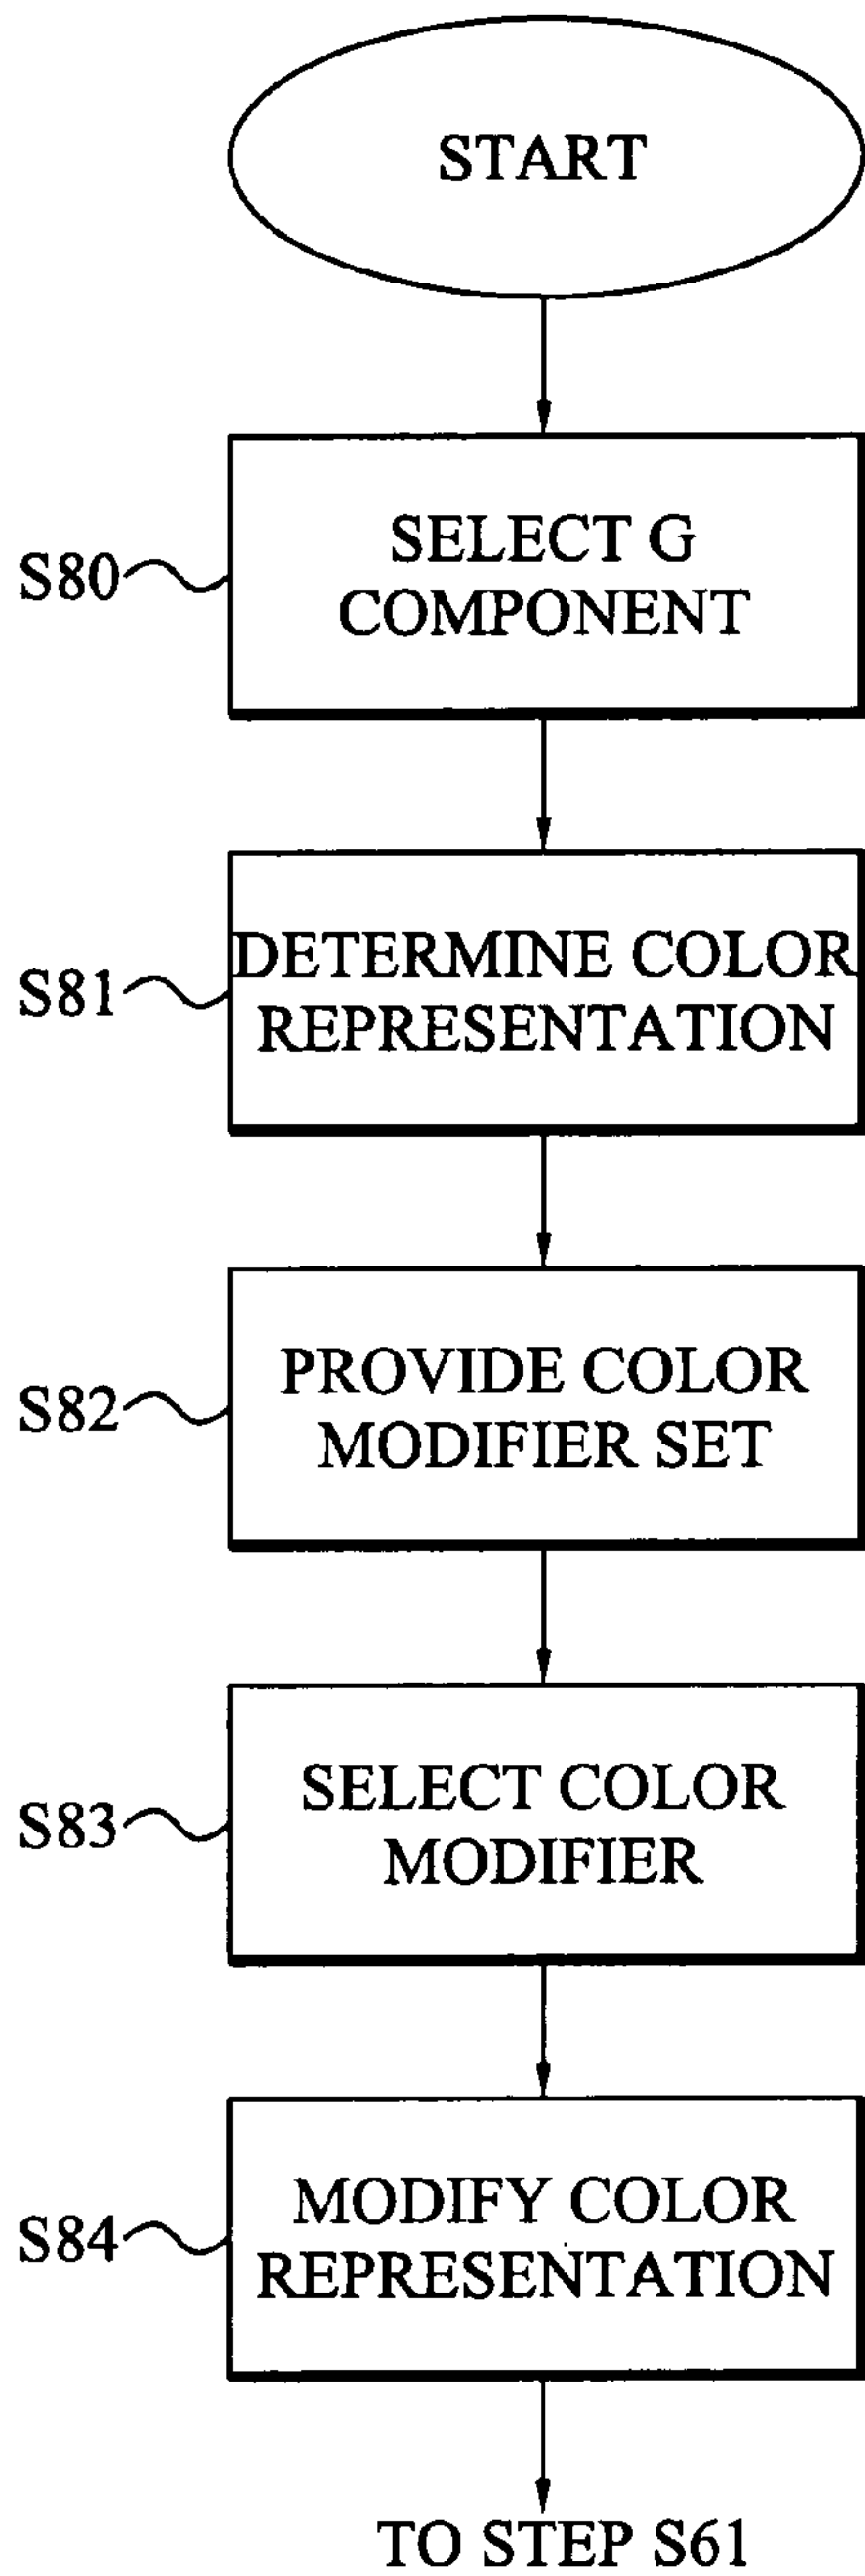 START
S80
SELECT G
COMPONENT
S81
DETERMINE COLOR
REPRESENTATION
S82
PROVIDE COLOR
MODIFIER SET
S83
SELECT COLOR
MODIFIER
S84
MODIFY COLOR
REPRESENTATION
TO STEP S61